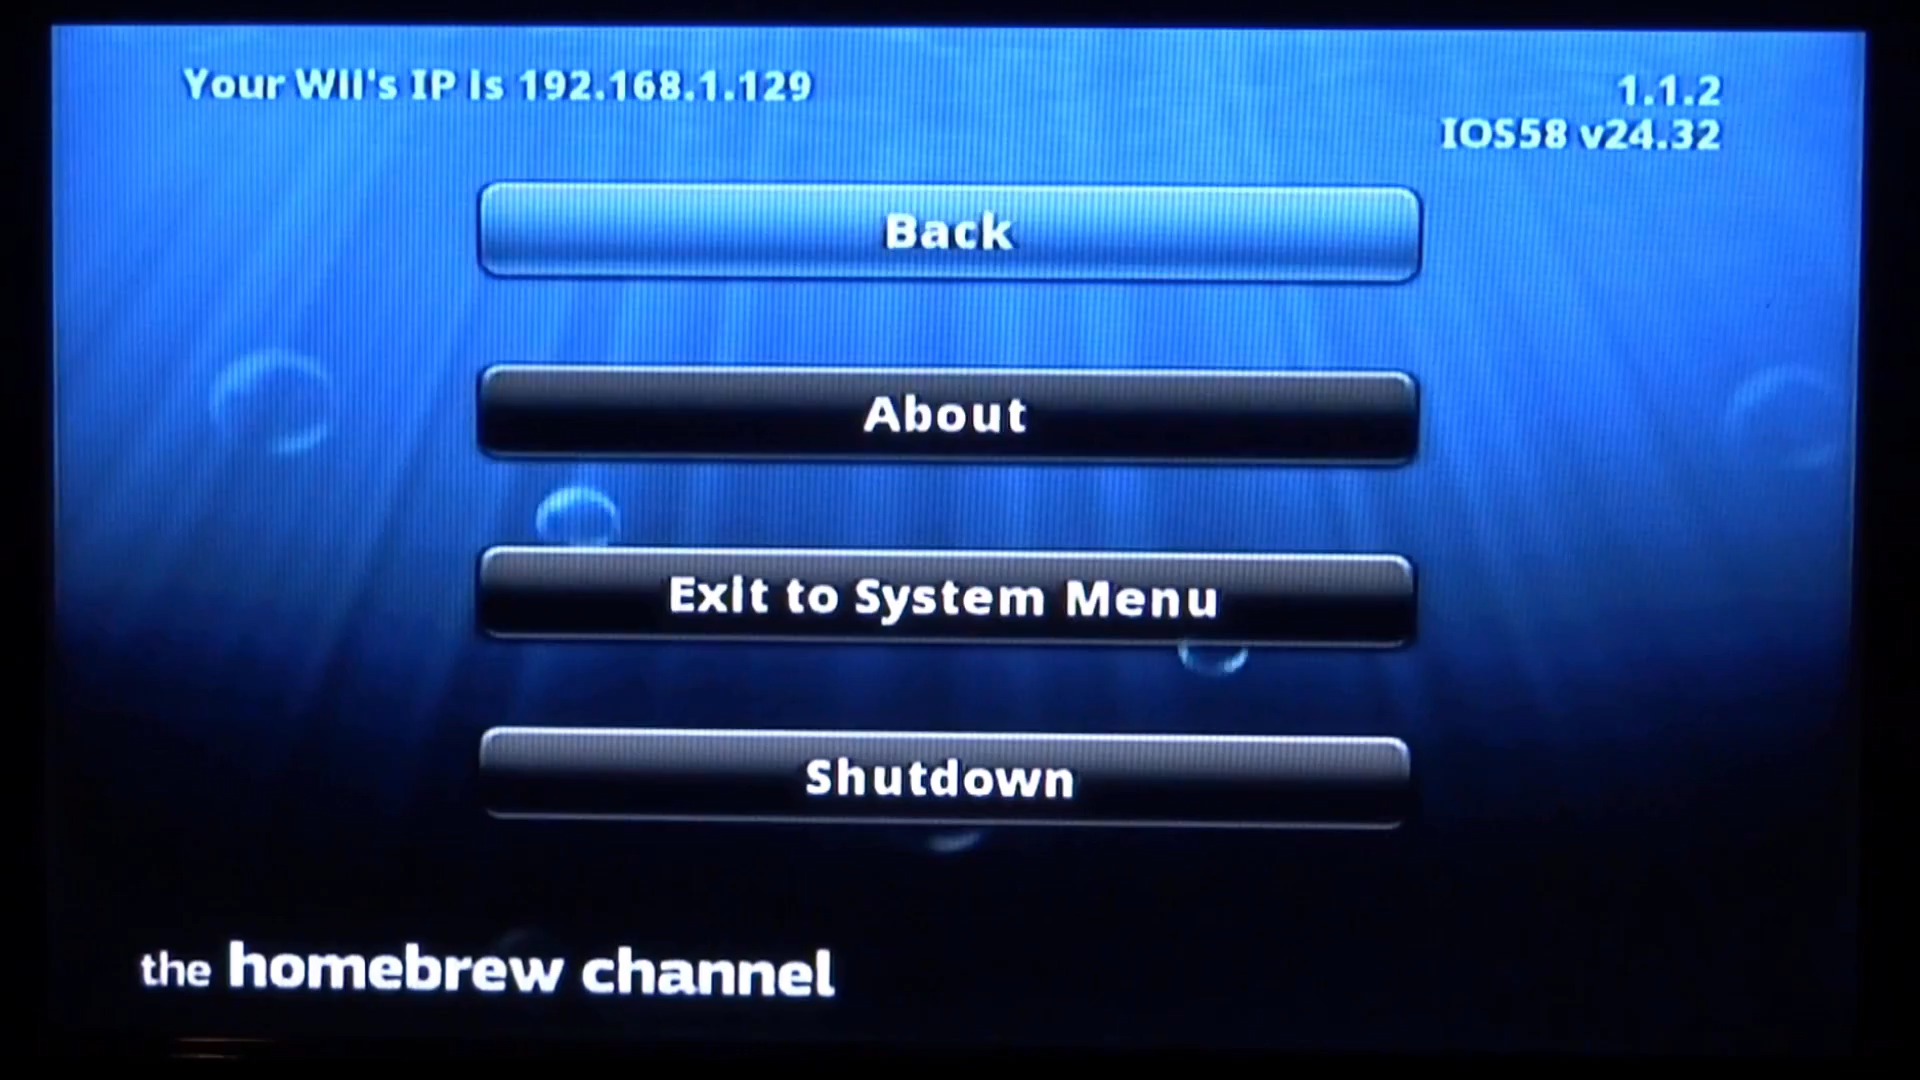 Your Wii's IP is 192.168.1.129
1.1.2
IOS58 v24.32
Back
About
Exit to System Menu
Shutdown
the homebrew channel